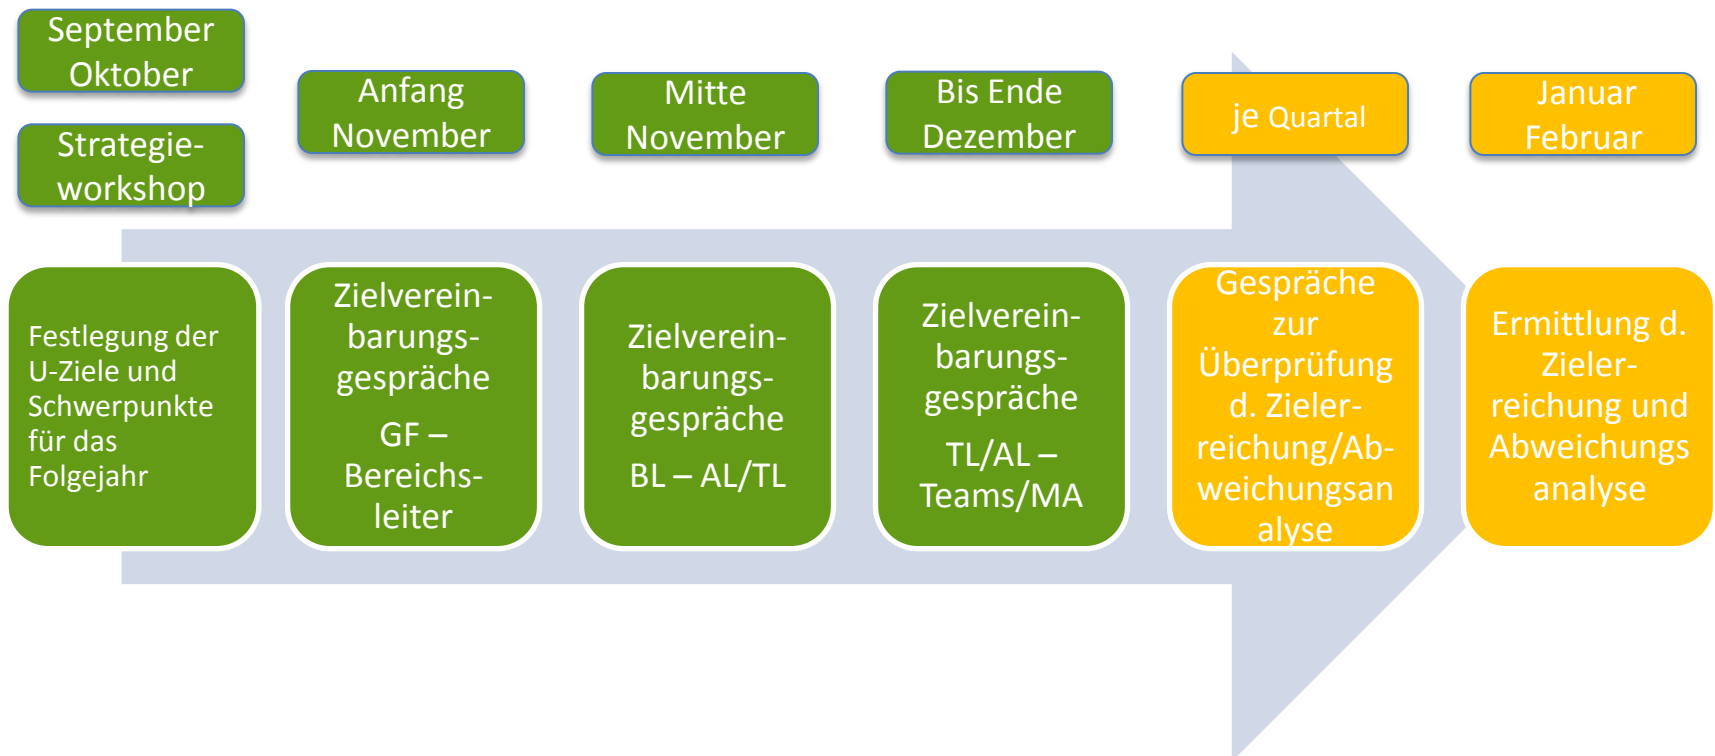 September
Oktober
Strategie-
workshop
Anfang
November
Mitte
November
Bis Ende
Dezember
je Quartal
Januar
Februar
Festlegung der
U-Ziele und
Schwerpunkte
für das
Folgejahr
Zielverein-
barungs-
gespräche
GF –
Bereichs-
leiter
Zielverein-
barungs-
gespräche
BL – AL/TL
Zielverein-
barungs-
gespräche
TL/AL –
Teams/MA
Gespräche
zur
Überprüfung
d. Zieler-
reichung/Ab-
weichungsan
alyse
Ermittlung d.
Zieler-
reichung und
Abweichungs
analyse